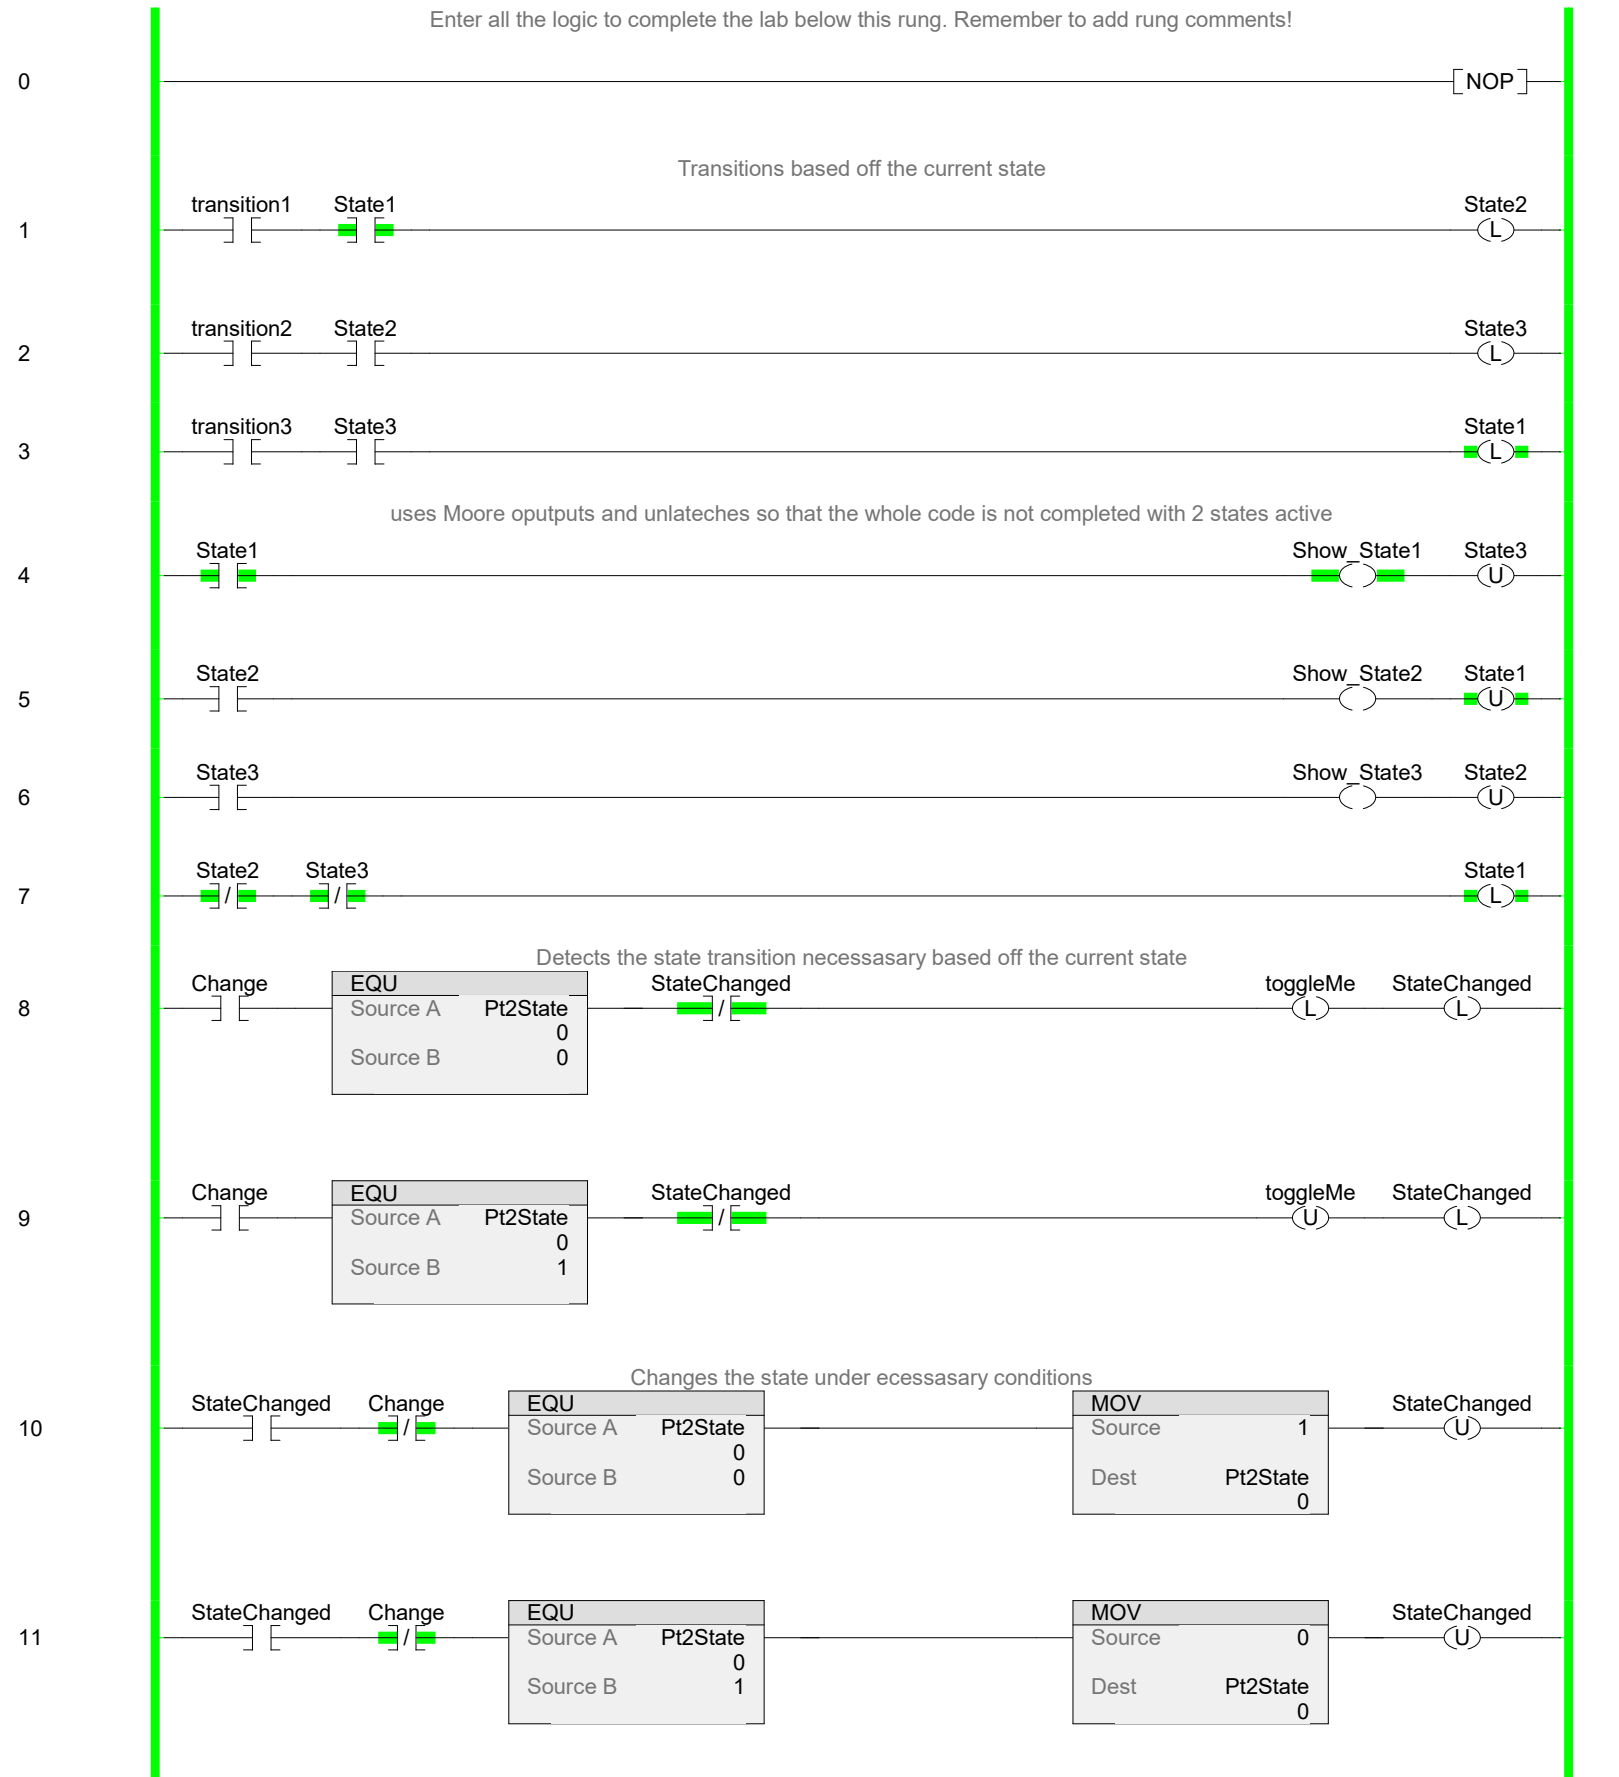 Enter all the logic to complete the lab below this rung. Remember to add rung comments!
0 NOP
Transitions based off the current state
transition1 State1 State2
1 L
transition2 State2 State3
2 L
transition3 State3 State1
3 L
uses Moore oputputs and unlateches so that the whole code is not completed with 2 states active
State1 Show_State1 State3
4 U
State2 Show_State2 State1
5 U
State3 Show_State3 State2
6 U
State2 State3 State1
7 / / L
Detects the state transition necessasary based off the current state
Change EQU StateChanged toggleMe StateChanged
8 Source A Pt2State / L L
0
Source B 0
Change EQU StateChanged toggleMe StateChanged
9 Source A Pt2State / U L
0
Source B 1
Changes the state under ecessasary conditions
StateChanged Change EQU MOV StateChanged
10 / Source A Pt2State Source 1 U
0
Source B 0 Dest Pt2State
0
StateChanged Change EQU MOV StateChanged
11 / Source A Pt2State Source 0 U
0
Source B 1 Dest Pt2State
0